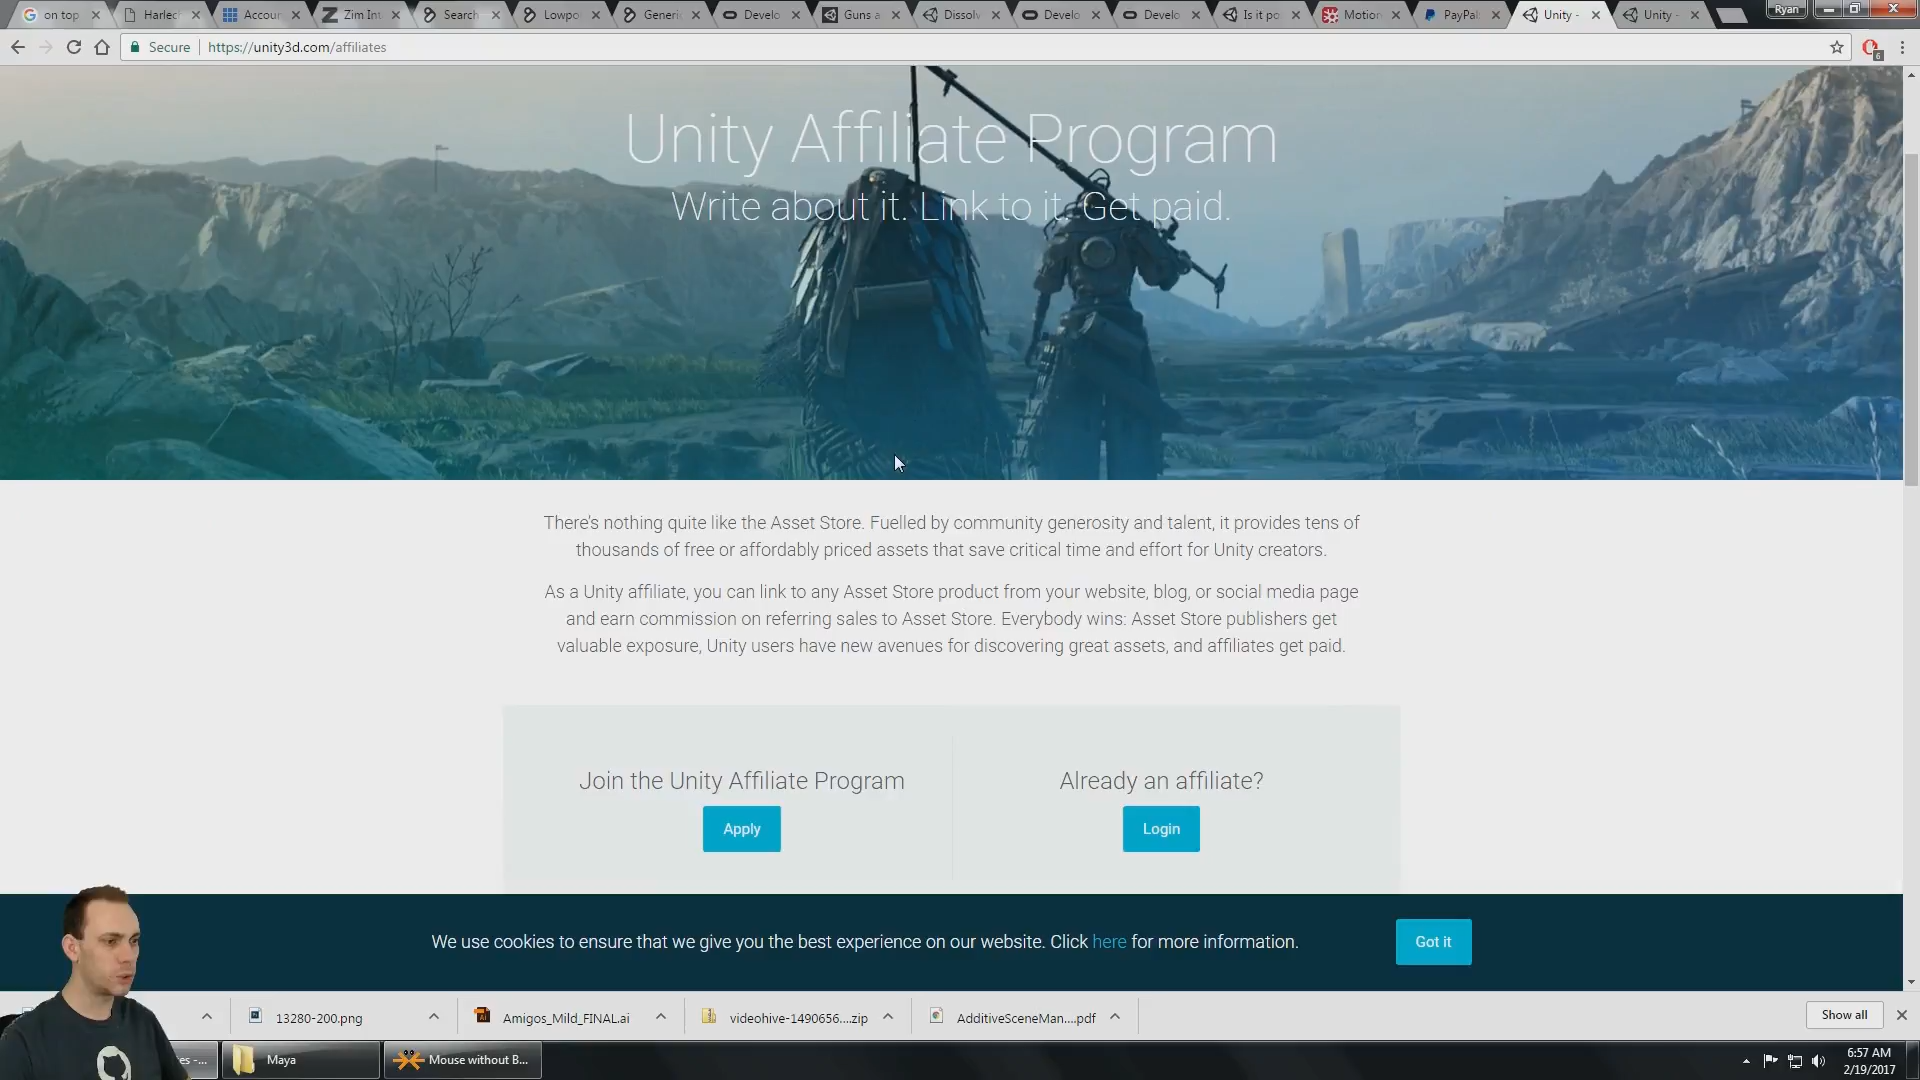 on top
Harlec
Accour
Zim Int
Search
Lowpo
Generi
Develo
Guns a
Dissolv
Develo
Develo
Is it po
Motion
PayPal
Unity -
Unity -
Ryan
Secure
https://unity3d.com/affiliates
6
Unity Affiliate Program
Write about it. Link to it. Get paid.
There's nothing quite like the Asset Store. Fuelled by community generosity and talent, it provides tens of
thousands of free or affordably priced assets that save critical time and effort for Unity creators.
As a Unity affiliate, you can link to any Asset Store product from your website, blog, or social media page
and earn commission on referring sales to Asset Store. Everybody wins: Asset Store publishers get
valuable exposure, Unity users have new avenues for discovering great assets, and affiliates get paid.
Join the Unity Affiliate Program
Already an affiliate?
Apply
Login
We use cookies to ensure that we give you the best experience on our website. Click here for more information.
Got it
13280-200.png
Amigos_Mild_FINAL.ai
videohive-1490656....zip
AdditiveSceneMan....pdf
Show all
es -...
Maya
Mouse without B...
6:57 AM
2/19/2017